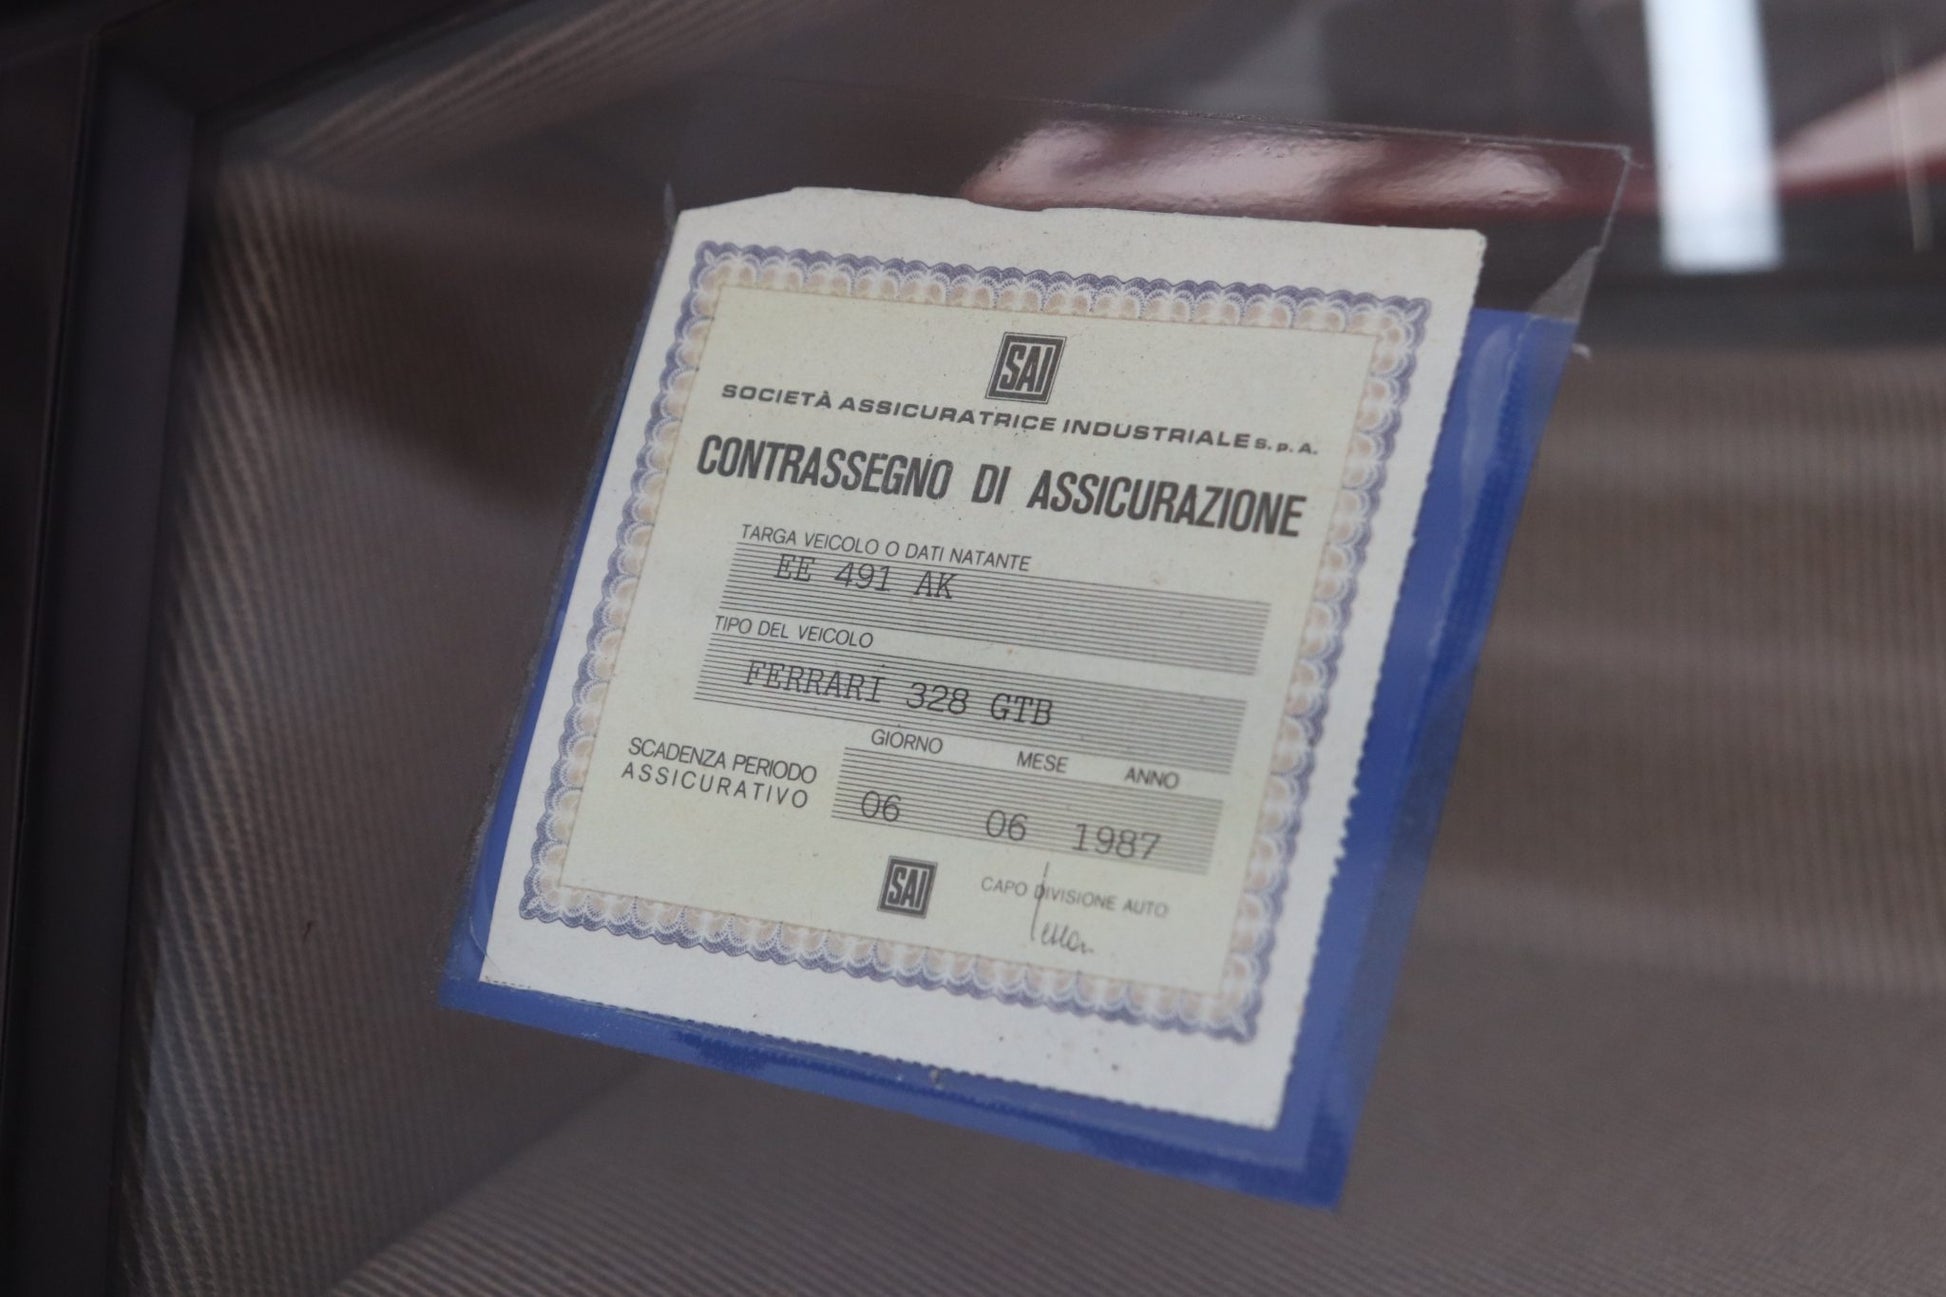 SAI
SOCIETÀ ASSICURATRICE INDUSTRIALE S.p.A.
CONTRASSEGNO DI ASSICURAZIONE
TARGA VEICOLO O DATI NATANTE
EE 491 AK
TIPO DEL VEICOLO
FERRARI 328 GTB
GIORNO MESE ANNO
SCADENZA PERIODO
ASSICURATIVO
06 06 1987
SAI
CAPO DIVISIONE AUTO